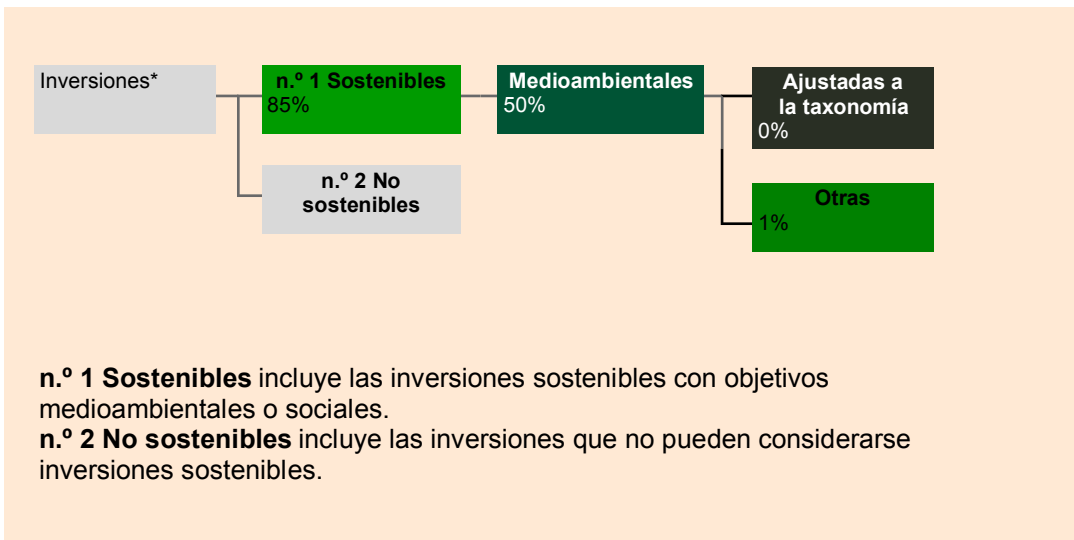 Inversiones*
n.º 1 Sostenibles
85%
Medioambientales
50%
Ajustadas a
la taxonomía
0%
n.º 2 No
sostenibles
Otras
1%
n.º 1 Sostenibles incluye las inversiones sostenibles con objetivos
medioambientales o sociales.
n.º 2 No sostenibles incluye las inversiones que no pueden considerarse
inversiones sostenibles.